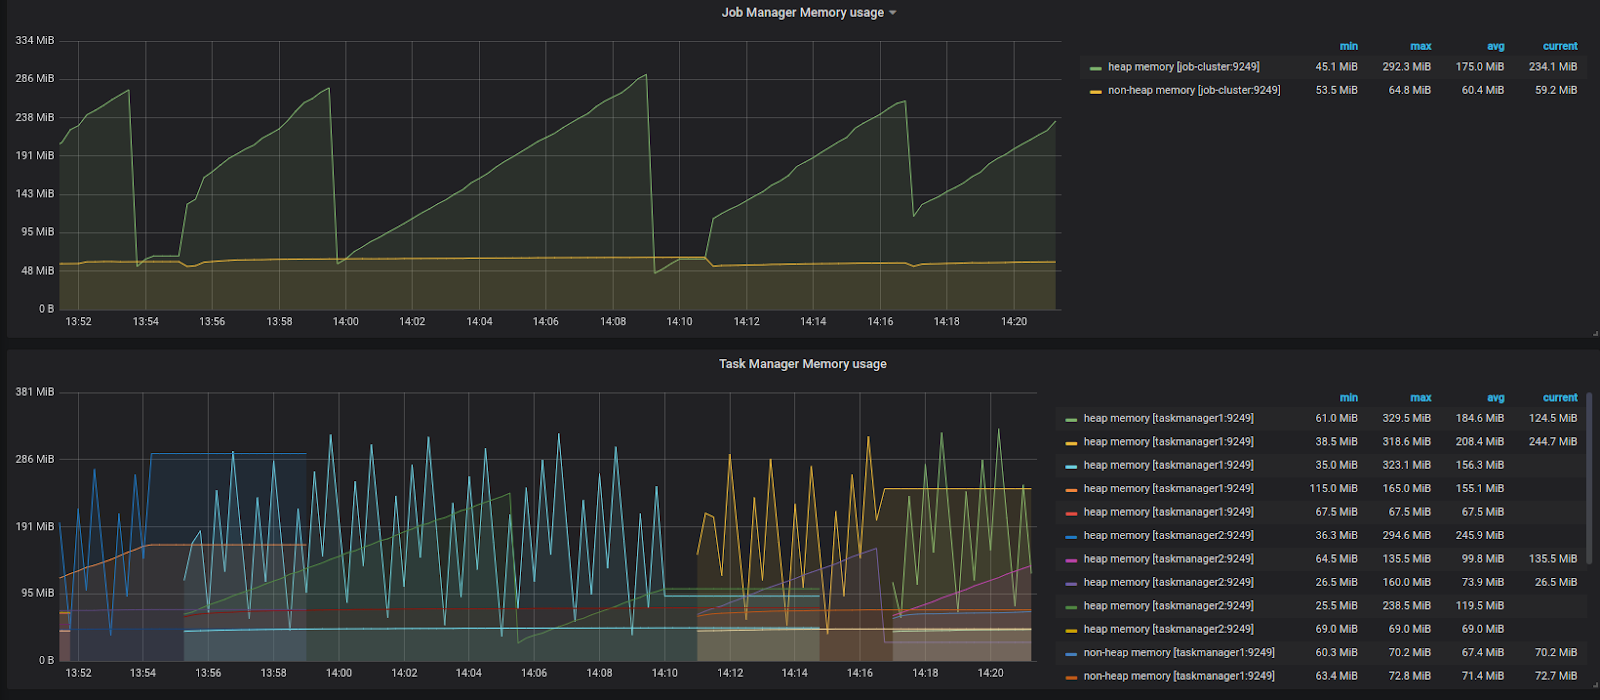 Job Manager Memory usage
334 MiB
286 MiB
238 MiB
191 MiB
143 MiB
95 MiB
48 MiB
0 B
13:52 13:54 13:56 13:58 14:00 14:02 14:04 14:06 14:08 14:10 14:12 14:14 14:16 14:18 14:20
min max avg current
heap memory [job-cluster:9249] 45.1 MiB 292.3 MiB 175.0 MiB 234.1 MiB
non-heap memory [job-cluster:9249] 53.5 MiB 64.8 MiB 60.4 MiB 59.2 MiB
Task Manager Memory usage
381 MiB
286 MiB
191 MiB
95 MiB
0 B
13:52 13:54 13:56 13:58 14:00 14:02 14:04 14:06 14:08 14:10 14:12 14:14 14:16 14:18 14:20
min max avg current
heap memory [taskmanager1:9249] 61.0 MiB 329.5 MiB 184.6 MiB 124.5 MiB
heap memory [taskmanager1:9249] 38.5 MiB 318.6 MiB 208.4 MiB 244.7 MiB
heap memory [taskmanager1:9249] 35.0 MiB 323.1 MiB 156.3 MiB
heap memory [taskmanager1:9249] 115.0 MiB 165.0 MiB 155.1 MiB
heap memory [taskmanager1:9249] 67.5 MiB 67.5 MiB 67.5 MiB
heap memory [taskmanager2:9249] 36.3 MiB 294.6 MiB 245.9 MiB
heap memory [taskmanager2:9249] 64.5 MiB 135.5 MiB 99.8 MiB 135.5 MiB
heap memory [taskmanager2:9249] 26.5 MiB 160.0 MiB 73.9 MiB 26.5 MiB
heap memory [taskmanager2:9249] 25.5 MiB 238.5 MiB 119.5 MiB
heap memory [taskmanager2:9249] 69.0 MiB 69.0 MiB 69.0 MiB
non-heap memory [taskmanager1:9249] 60.3 MiB 70.2 MiB 67.4 MiB 70.2 MiB
non-heap memory [taskmanager1:9249] 63.4 MiB 72.8 MiB 71.4 MiB 72.7 MiB